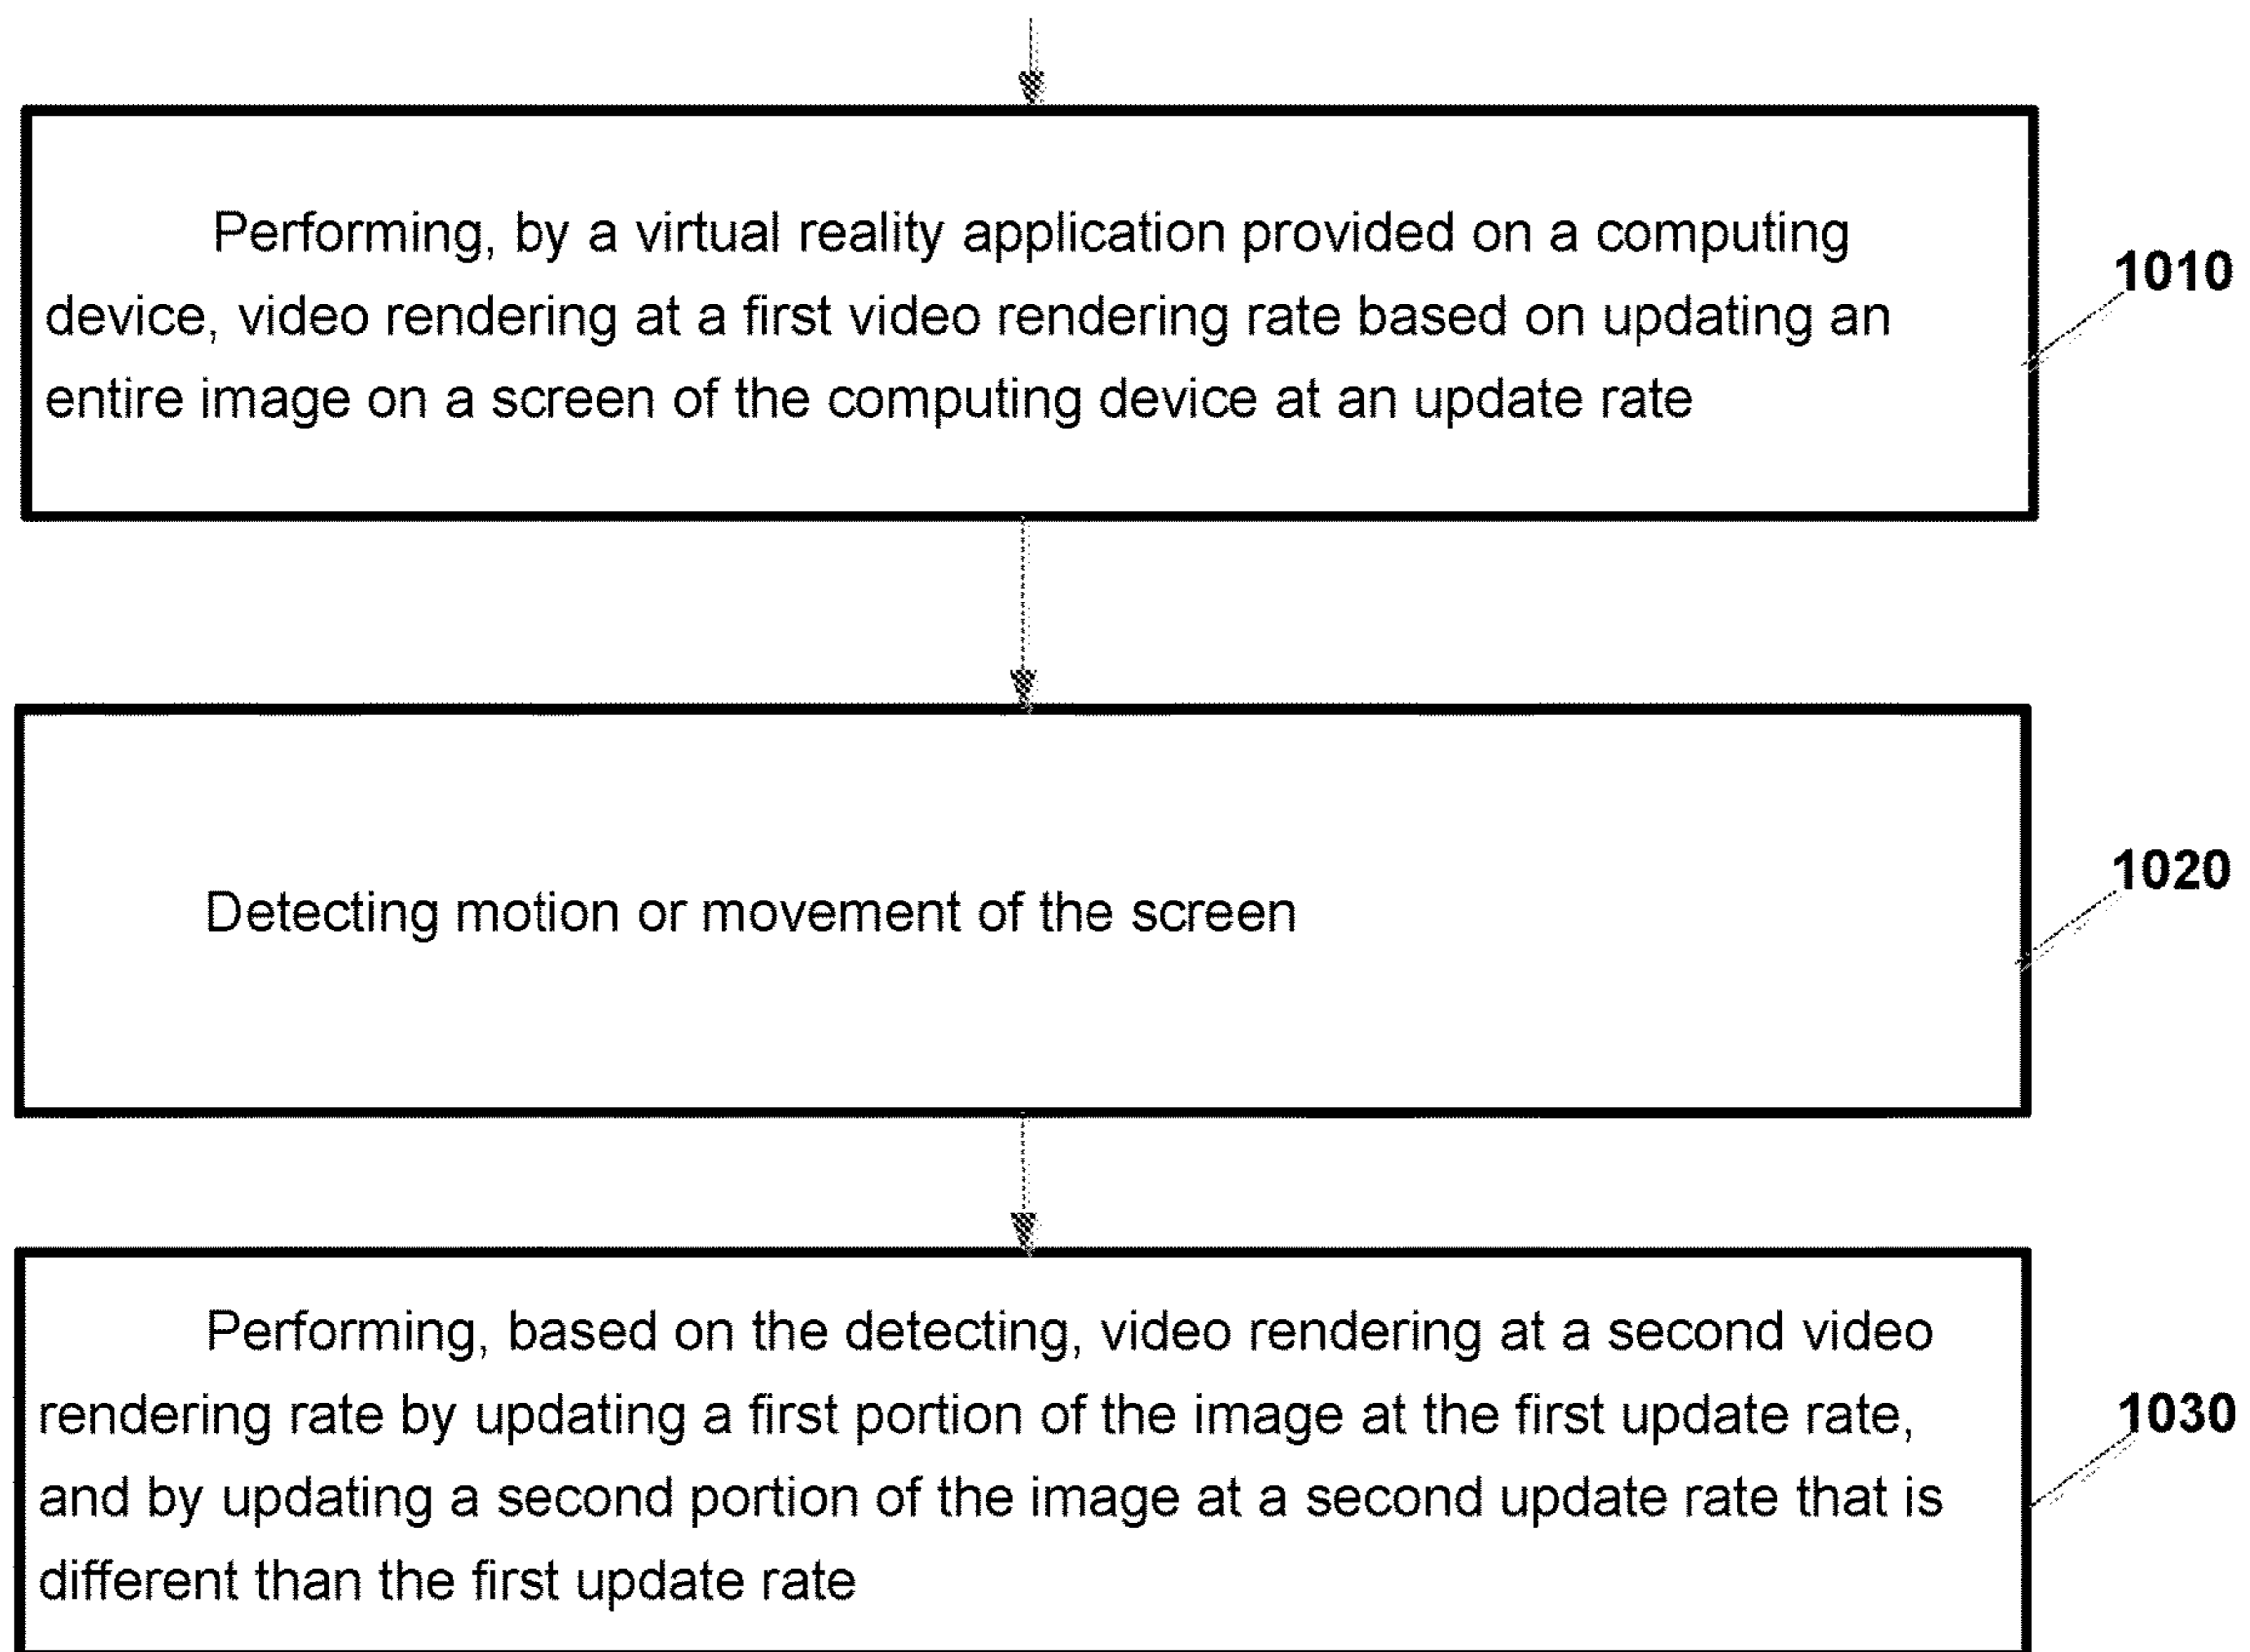 Performing, by a virtual reality application provided on a computing
device, video rendering at a first video rendering rate based on updating an
entire image on a screen of the computing device at an update rate
1010
Detecting motion or movement of the screen
1020
Performing, based on the detecting, video rendering at a second video
rendering rate by updating a first portion of the image at the first update rate,
and by updating a second portion of the image at a second update rate that is
different than the first update rate
1030